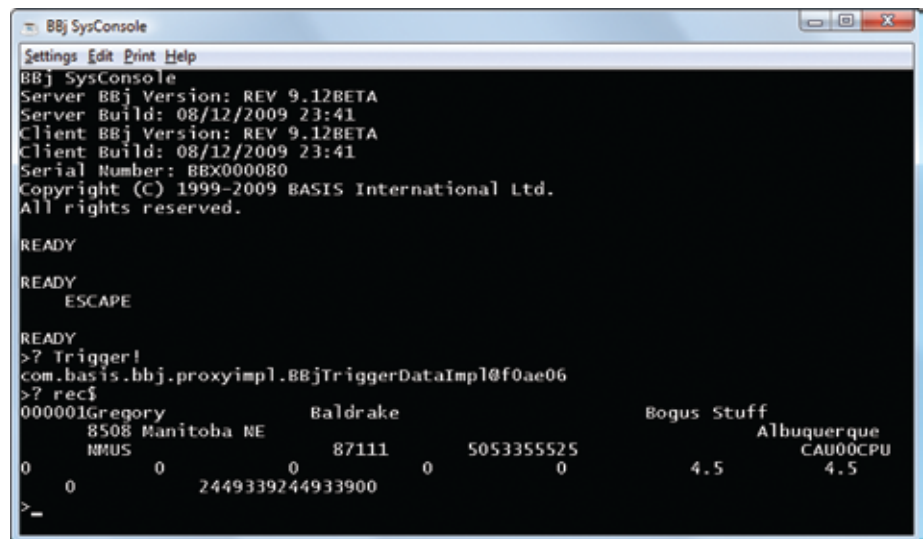 BBj SysConsole
Settings Edit Print Help
BBj SysConsole
Server BBj Version: REV 9.12BETA
Server Build: 08/12/2009 23:41
Client BBj Version: REV 9.12BETA
Client Build: 08/12/2009 23:41
Serial Number: BBX000080
Copyright (C) 1999-2009 BASIS International Ltd.
All rights reserved.
READY
READY
ESCAPE
READY
>? Trigger!
com.basis.bbj.proxyimpl.BBjTriggerDataImpl@f0ae06
>? rec$
000001Gregory Baldrake Bogus Stuff
8508 Manitoba NE Albuquerque
NMUS 87111 5053355525 CAU00CPU
0 0 0 0 0 4.5 4.5
0 2449339244933900
>_